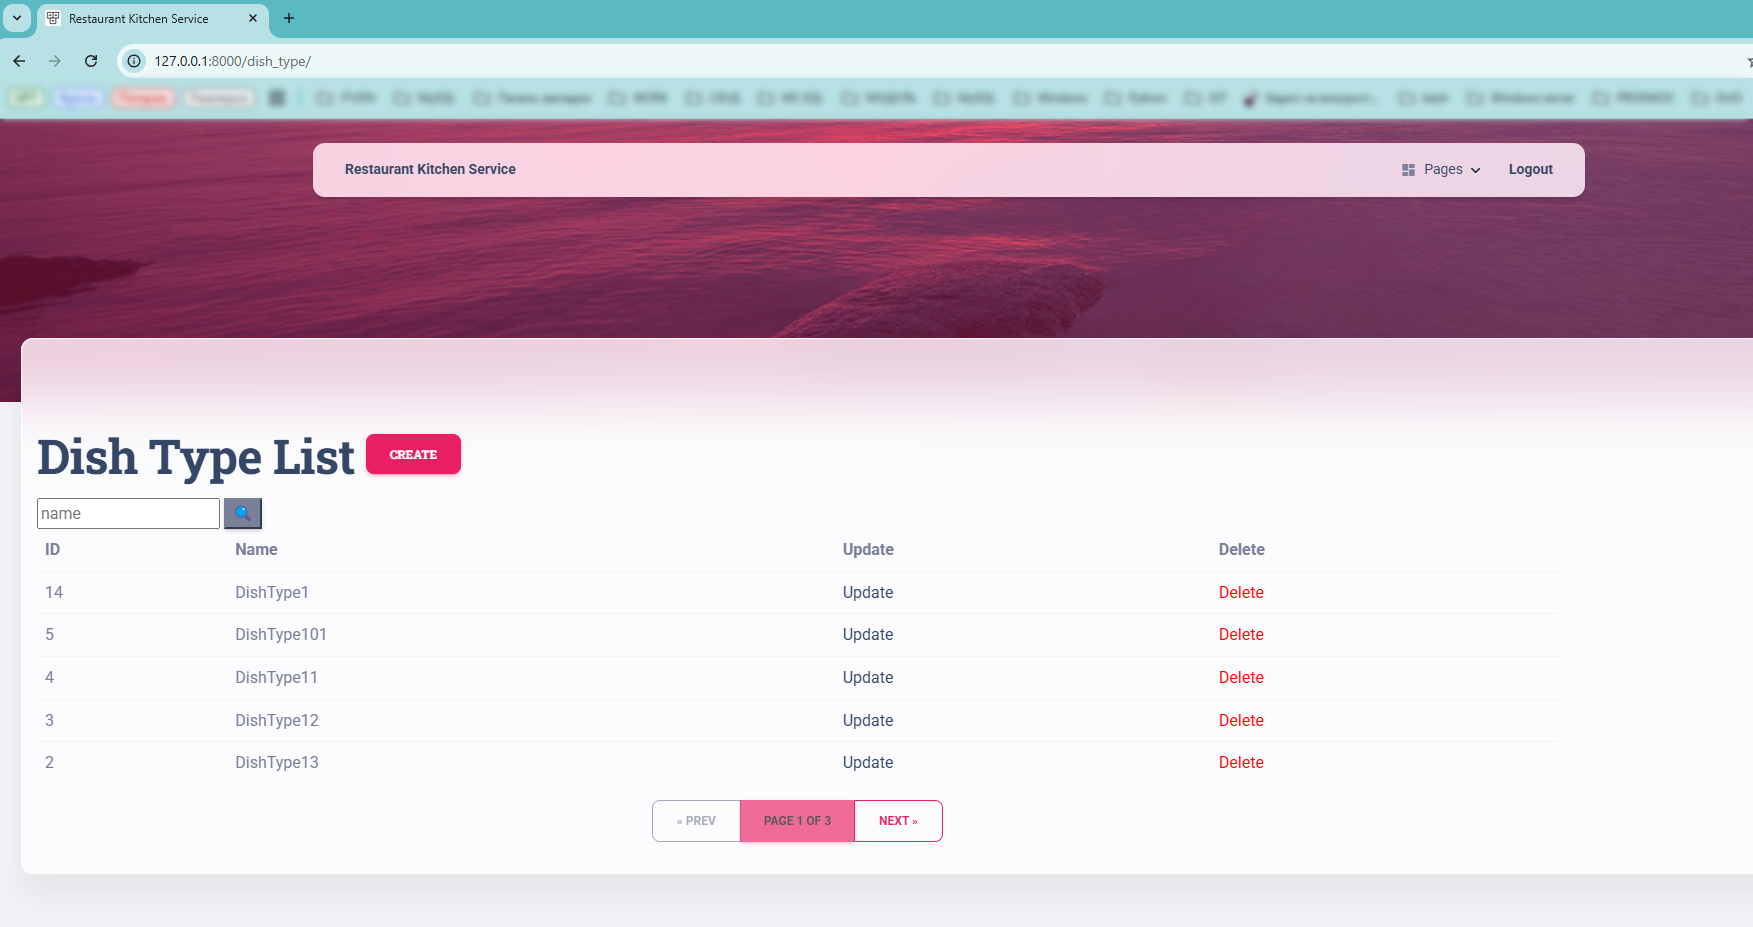 Restaurant Kitchen Service
127.0.0.1:8000/dish_type/
Restaurant Kitchen Service
Pages
Logout
Dish Type List
CREATE
name
ID Name Update Delete
14 DishType1 Update Delete
5 DishType101 Update Delete
4 DishType11 Update Delete
3 DishType12 Update Delete
2 DishType13 Update Delete
« PREV PAGE 1 OF 3 NEXT »